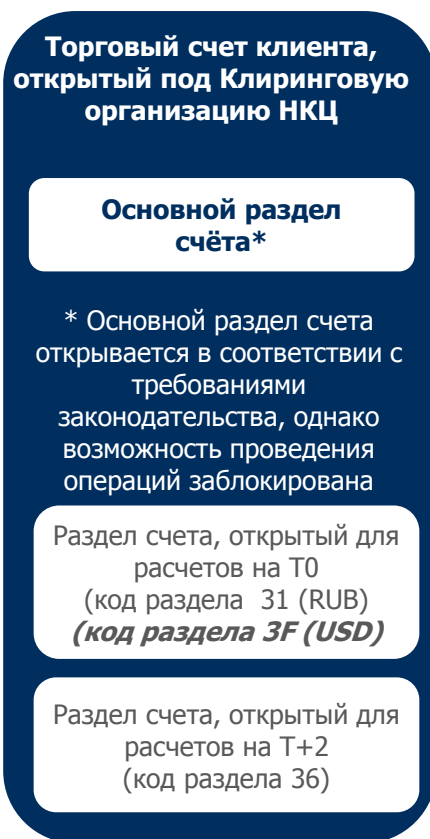 Торговый счет клиента,
открытый под Клиринговую
организацию НКЦ
Основной раздел
счёта*
* Основной раздел счета
открывается в соответствии с
требованиями
законодательства, однако
возможность проведения
операций заблокирована
Раздел счета, открытый для
расчетов на Т0
(код раздела 31 (RUB)
(код раздела 3F (USD)
Раздел счета, открытый для
расчетов на Т+2
(код раздела 36)